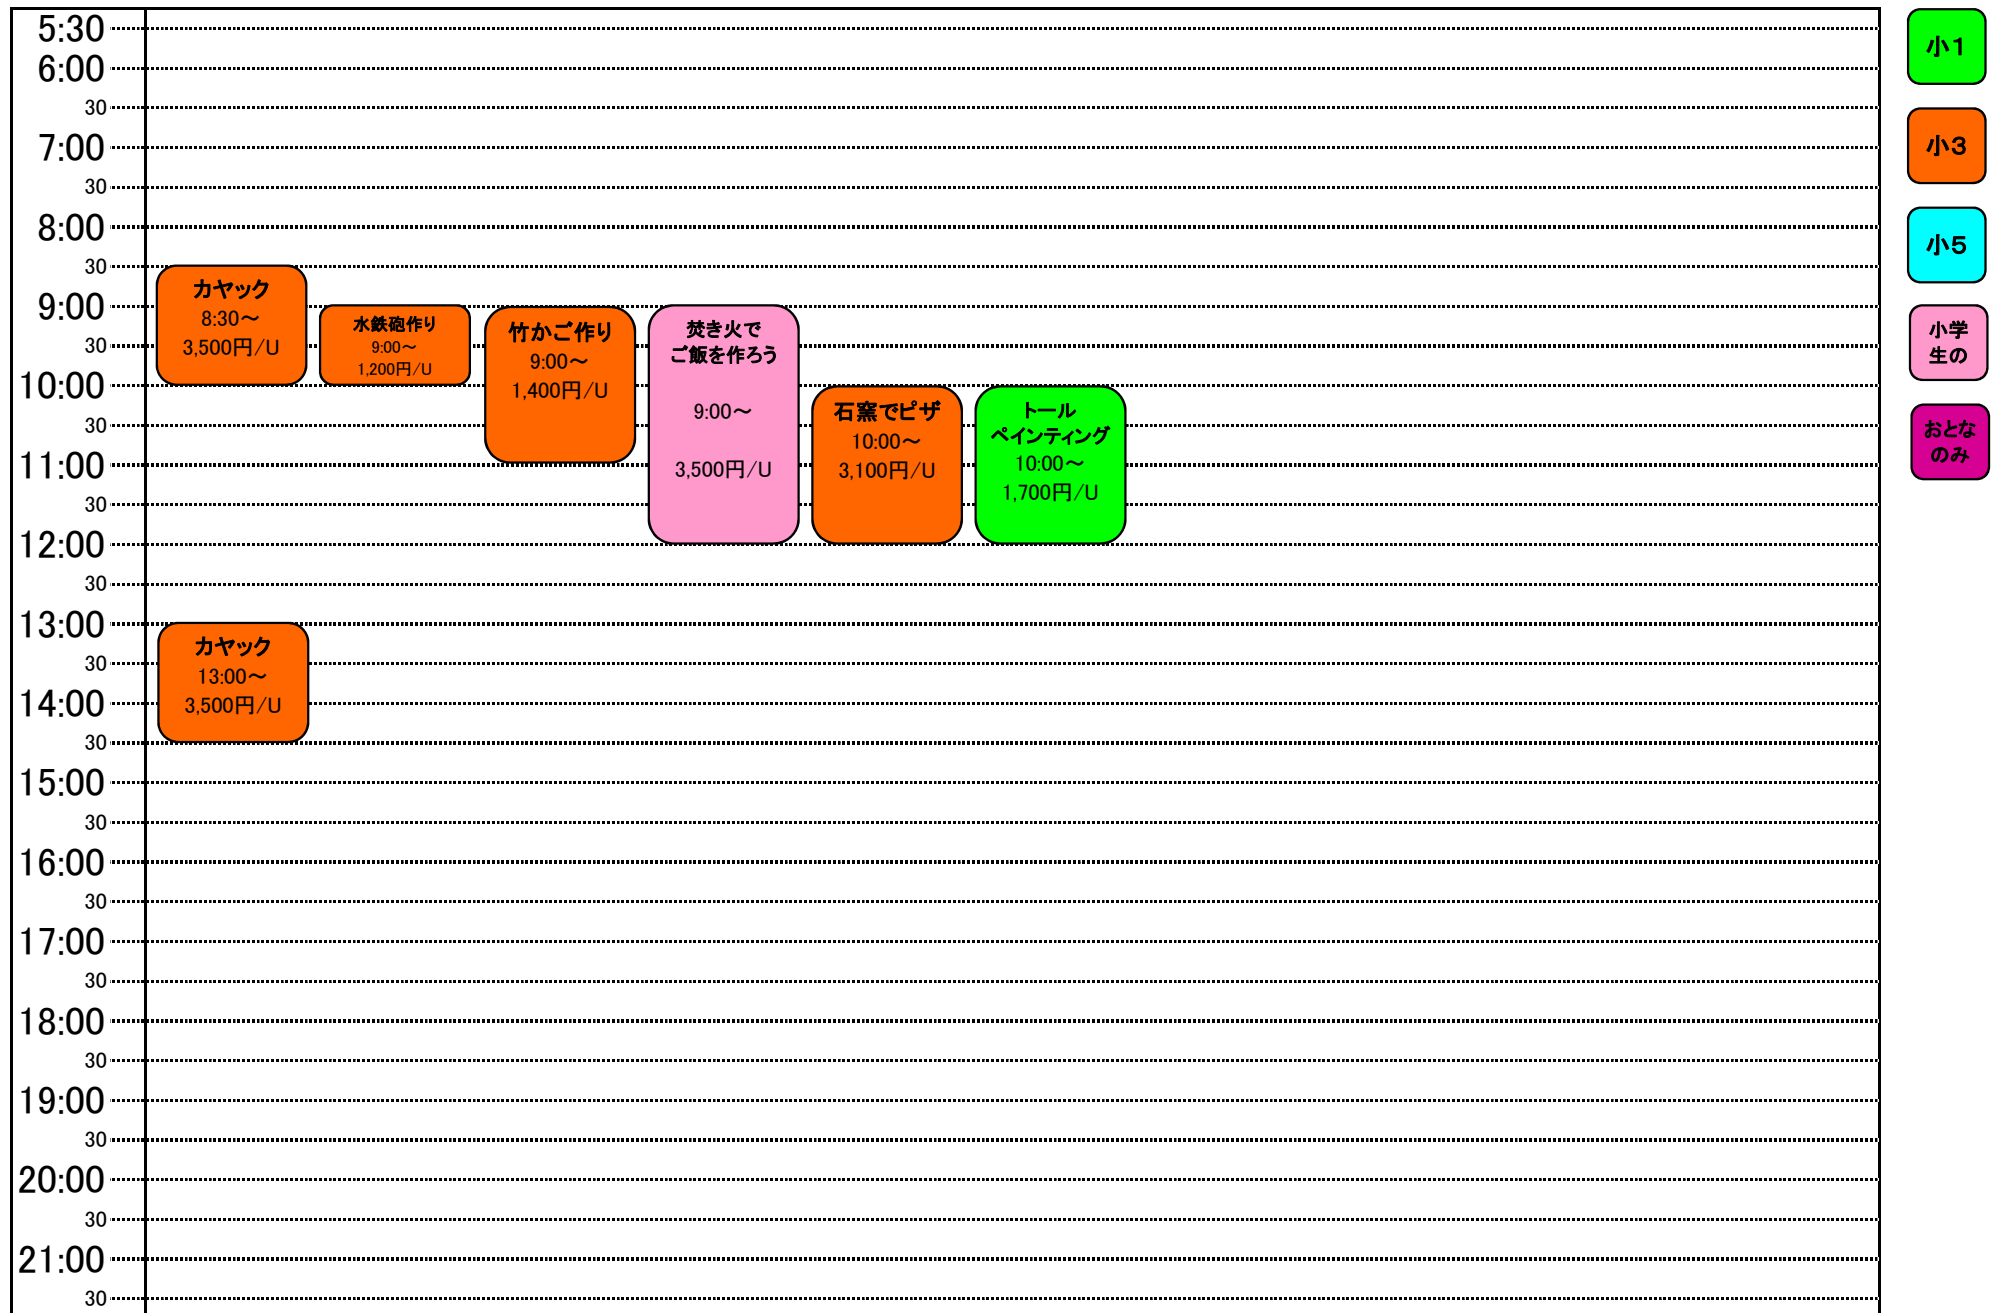 5:30
6:00
30
7:00
30
8:00
30
9:00
30
10:00
30
11:00
30
12:00
30
13:00
30
14:00
30
15:00
30
16:00
30
17:00
30
18:00
30
19:00
30
20:00
30
21:00
30
カヤック
8:30～
3,500円/U
水鉄砲作り
9:00～
1,200円/U
竹かご作り
9:00～
1,400円/U
焚き火で
ご飯を作ろう
9:00～
3,500円/U
石窯でピザ
10:00～
3,100円/U
トール
ペインティング
10:00～
1,700円/U
カヤック
13:00～
3,500円/U
小1
小3
小5
小学
生の
おとな
のみ